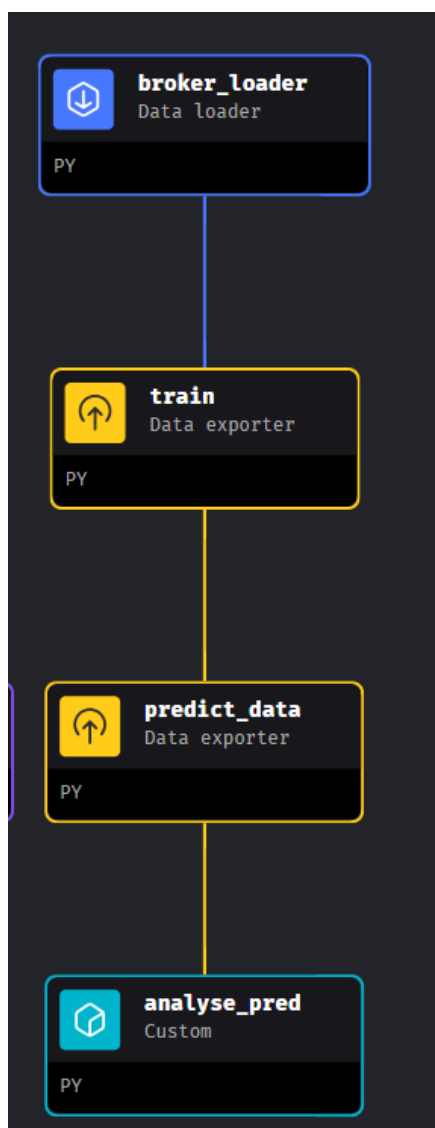 broker_loader
Data loader
PY
train
Data exporter
PY
predict_data
Data exporter
PY
analyse_pred
Custom
PY